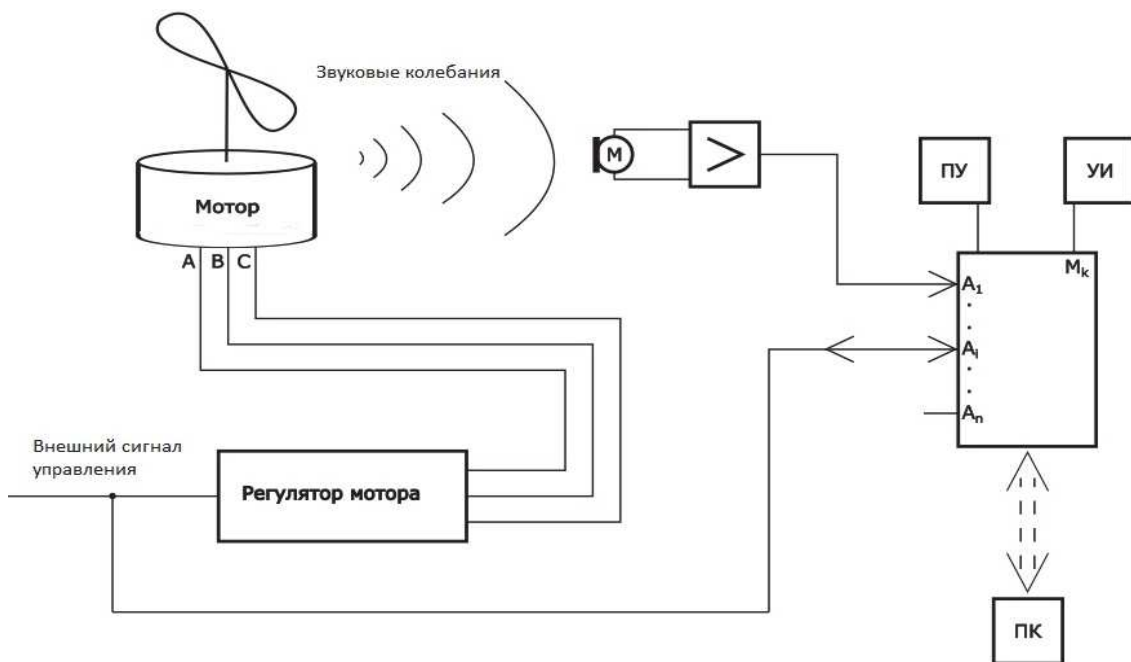 Звуковые колебания
М
>
ПУ
УИ
Мотор
A B C
Mk
A1
Ai
An
Внешний сигнал
управления
Регулятор мотора
ПК